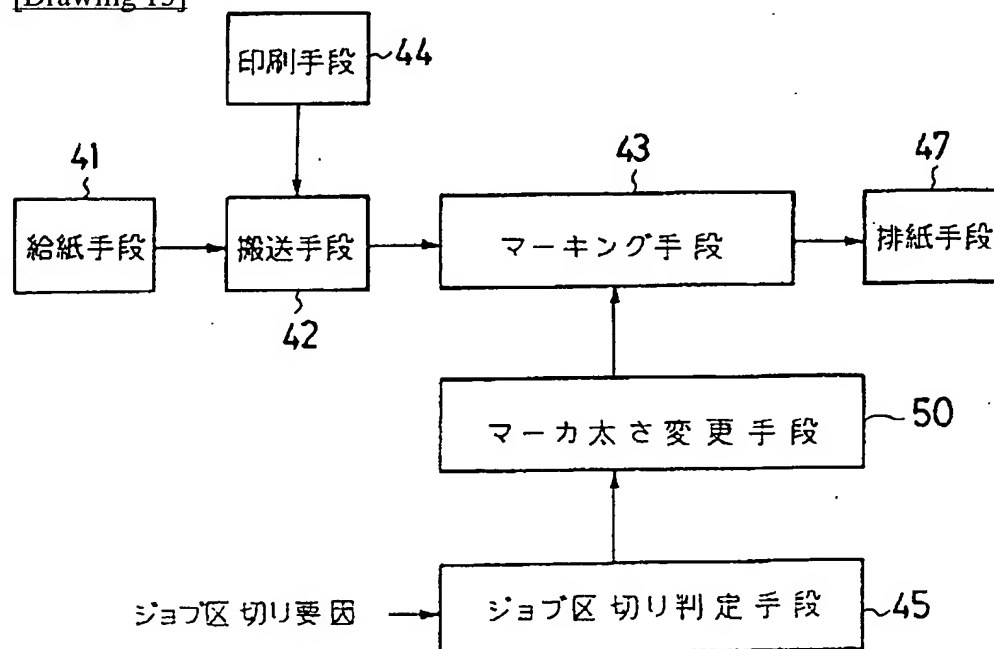 [Drawing 15]
印刷手段
44
41
43
47
給紙手段
搬送手段
マーキング手段
排紙手段
42
マーカ太さ変更手段
50
ジョブ区切り要因
ジョブ区切り判定手段
45